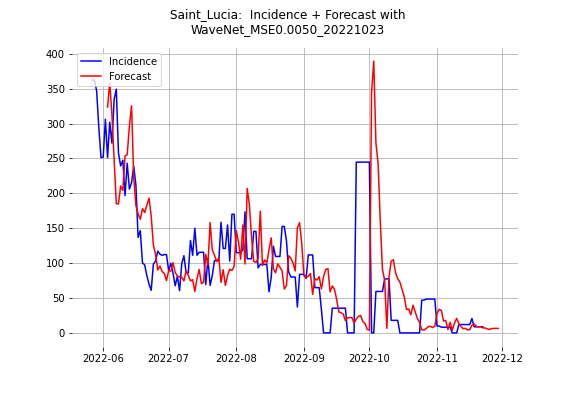 Saint_Lucia:  Incidence + Forecast with
WaveNet_MSE0.0050_20221023
Incidence
Forecast
400
350
300
250
200
150
100
50
0
2022-06 2022-07 2022-08 2022-09 2022-10 2022-11 2022-12